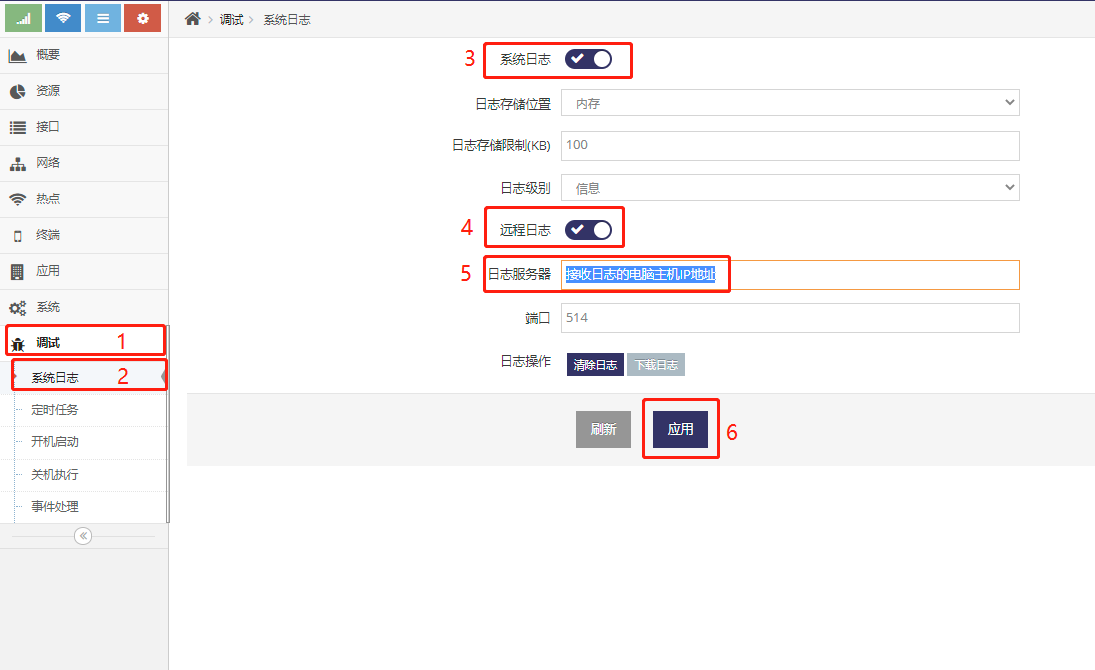 调试
系统日志
概要
资源
接口
网络
热点
终端
应用
系统
调试
1
系统日志
2
定时任务
开机启动
关机执行
事件处理
3
系统日志
日志存储位置
内存
日志存储限制(KB)
100
日志级别
信息
4
远程日志
5
日志服务器
接收日志的电脑主机IP地址
端口
514
日志操作
清除日志
下载日志
刷新
应用
6